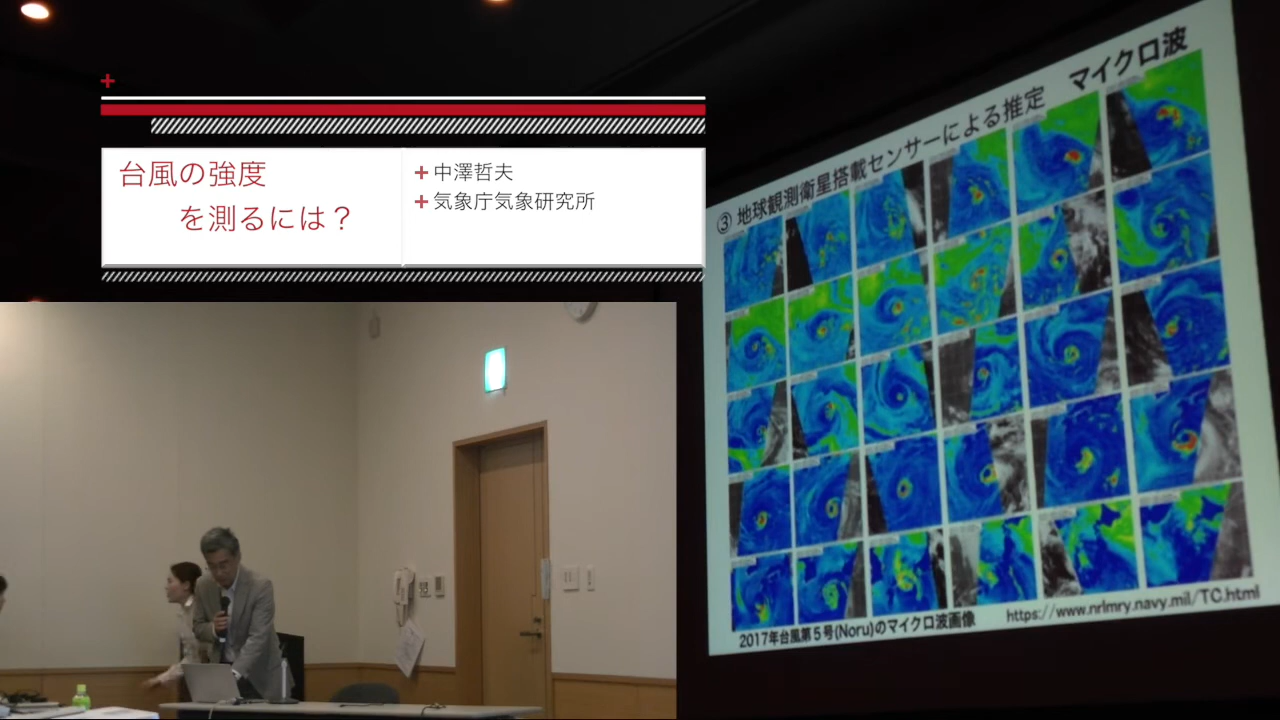 台風の強度
を測るには？
中澤哲夫
気象庁気象研究所
③ 地球観測衛星搭載センサーによる推定 マイクロ波
2017年台風第5号(Noru)のマイクロ波画像
https://www.nrlmry.navy.mil/TC.html